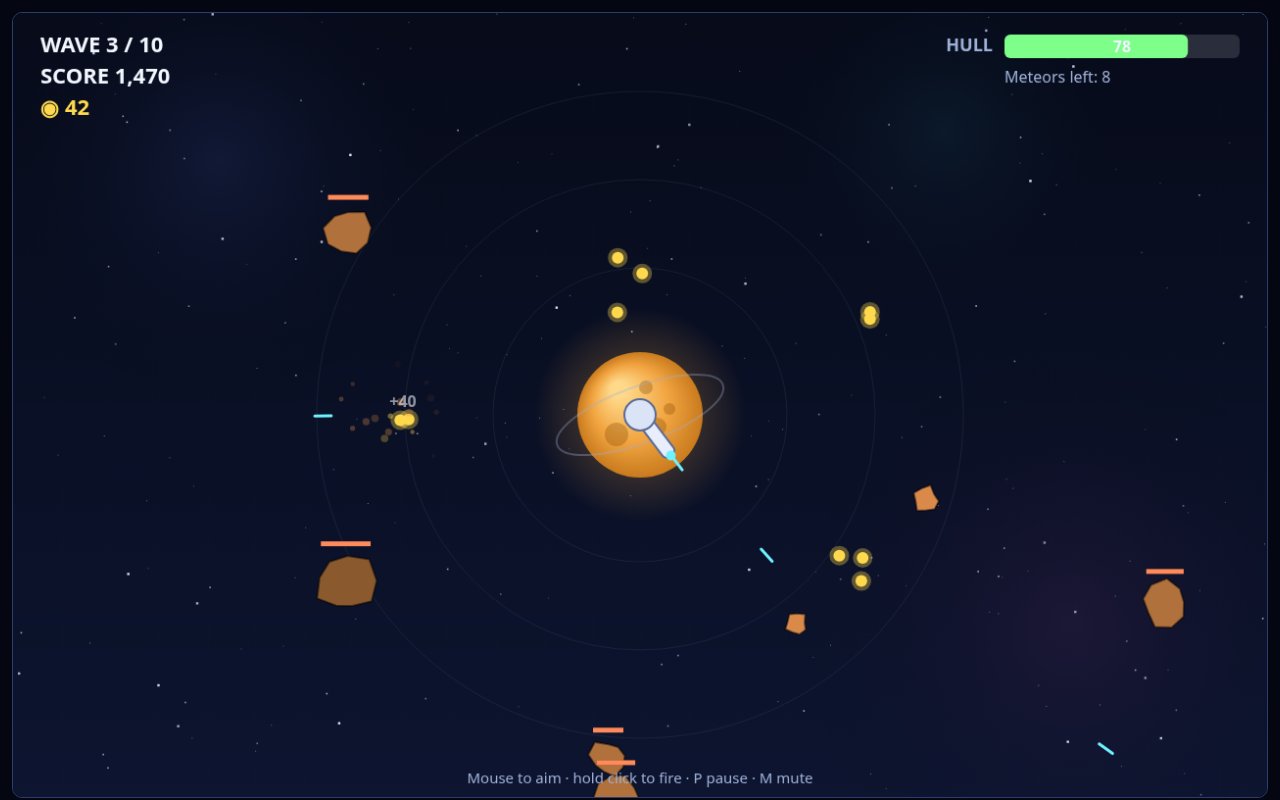 WAVE 3 / 10
SCORE 1,470
◉ 42
HULL 78
Meteors left: 8
+40
Mouse to aim · hold click to fire · P pause · M mute